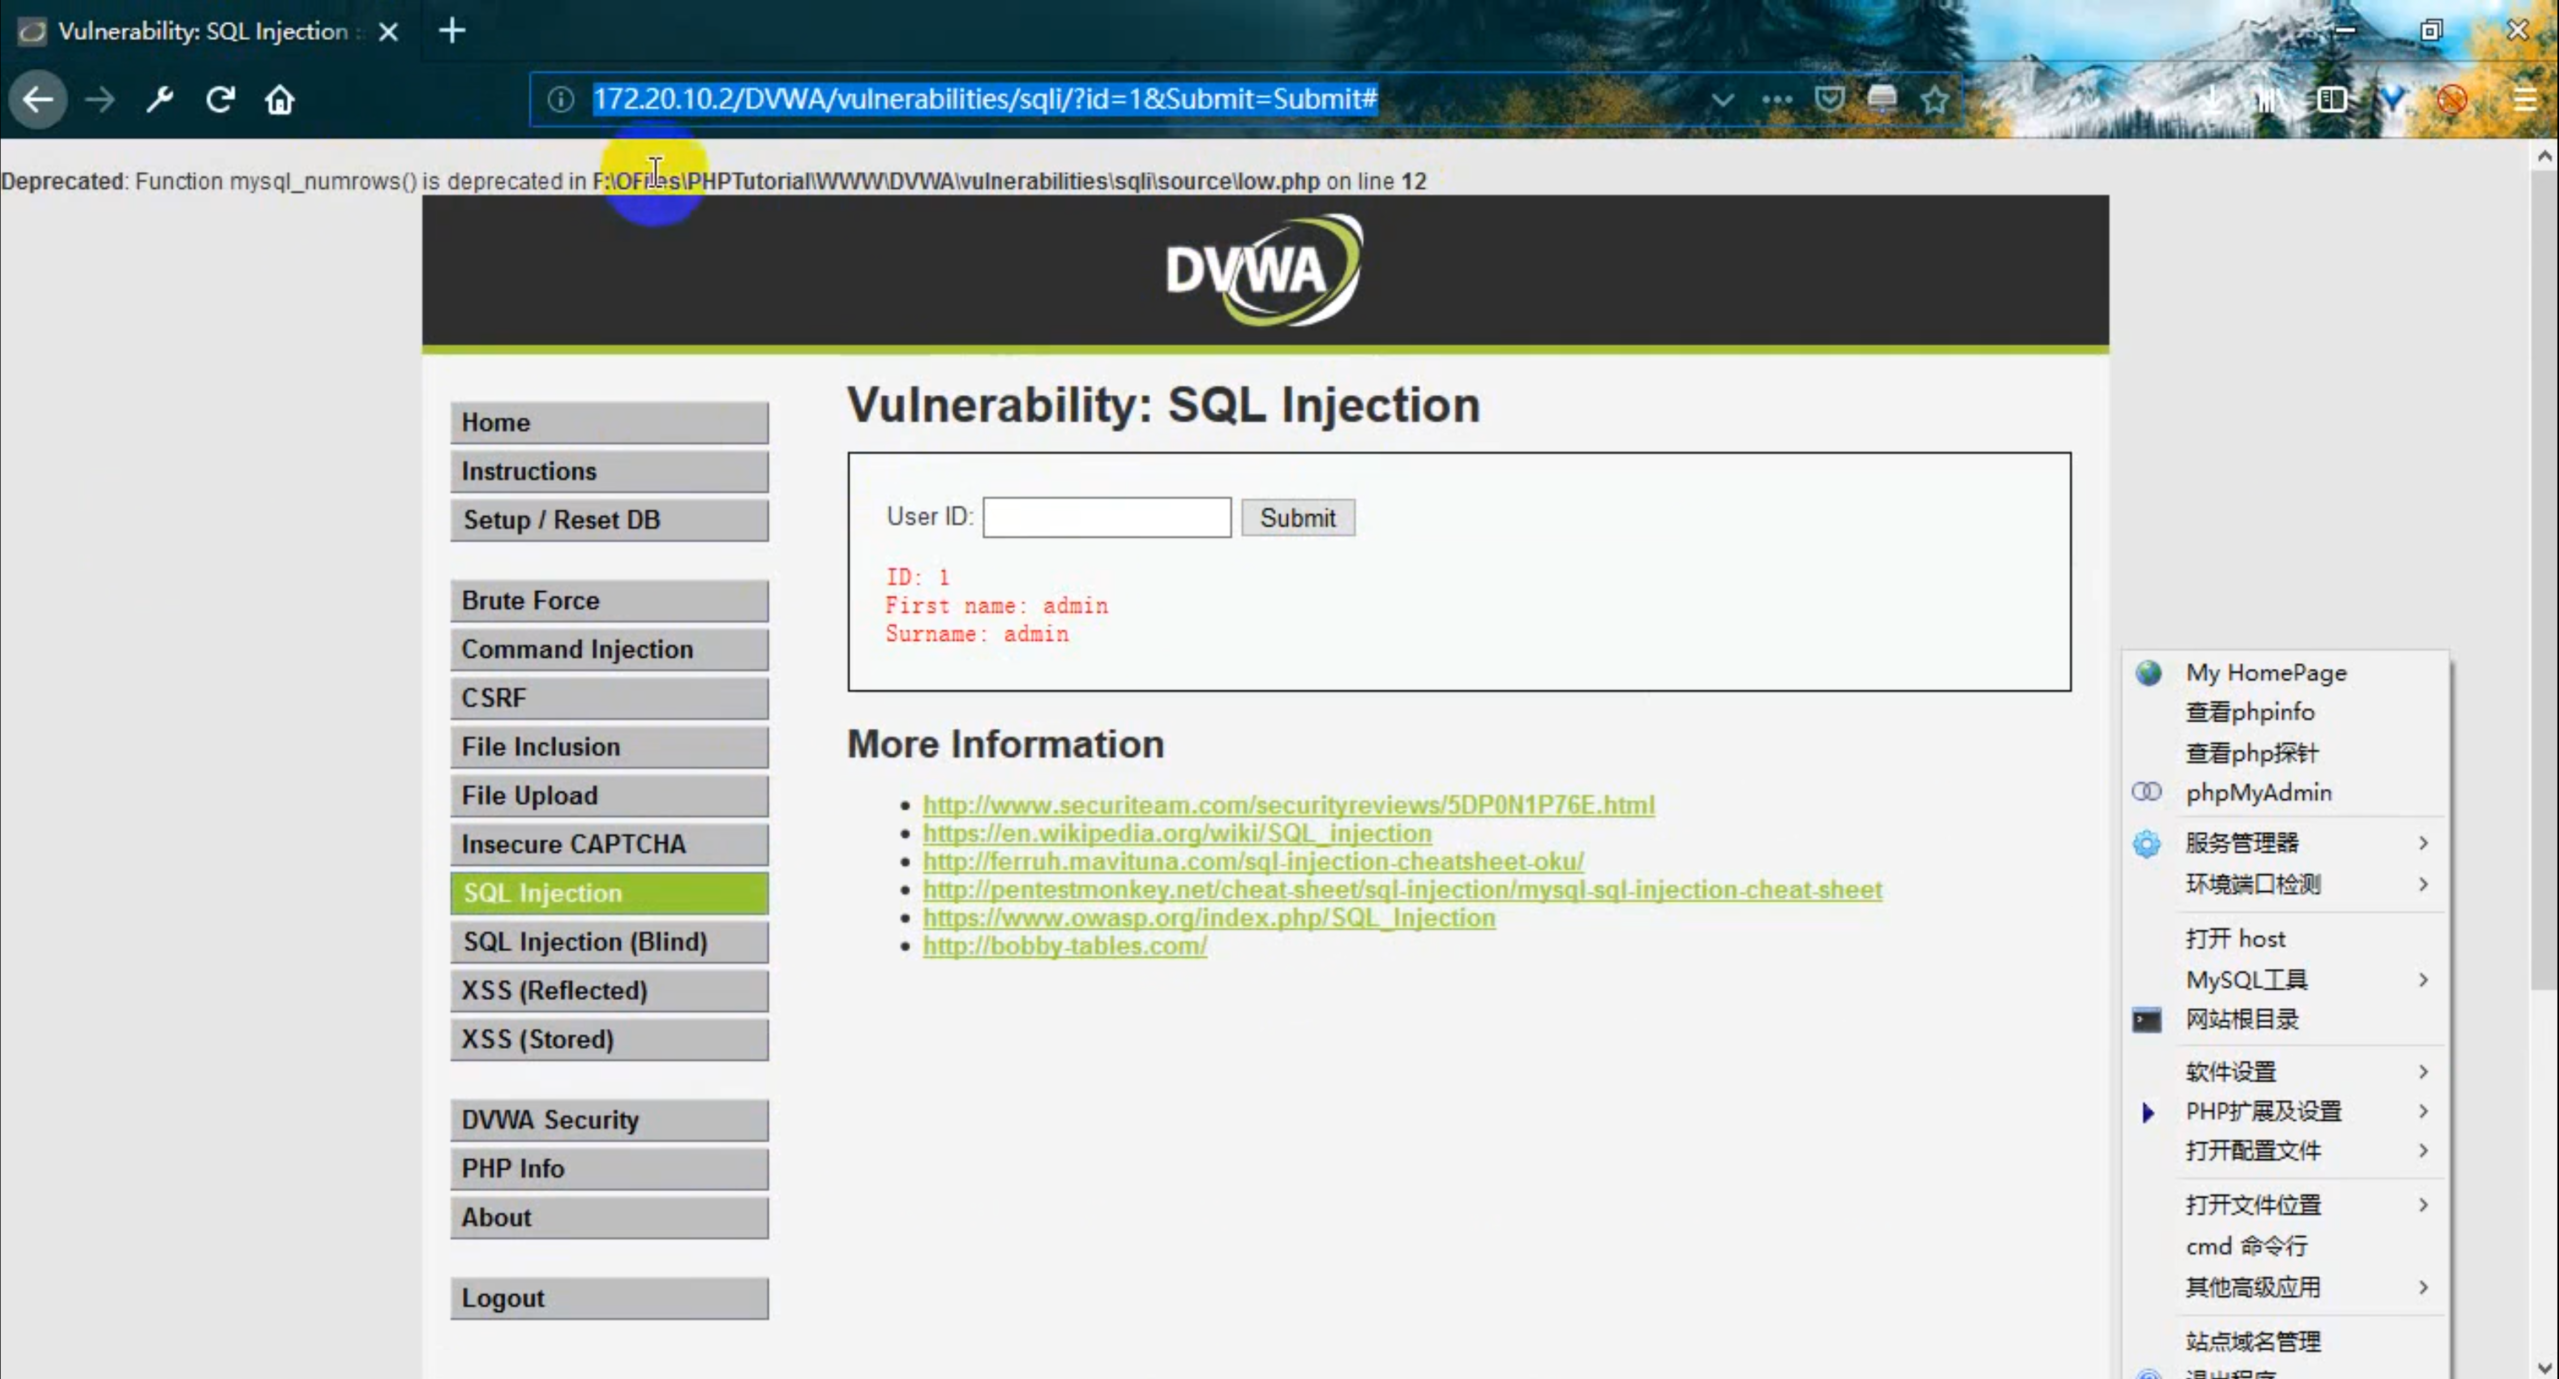 Vulnerability: SQL Injection :
172.20.10.2/DVWA/vulnerabilities/sqli/?id=1&Submit=Submit#
Deprecated: Function mysql_numrows() is deprecated in F:\OFiles\PHPTutorial\WWW\DVWA\vulnerabilities\sqli\source\low.php on line 12
DVWA
Home
Instructions
Setup / Reset DB
Brute Force
Command Injection
CSRF
File Inclusion
File Upload
Insecure CAPTCHA
SQL Injection
SQL Injection (Blind)
XSS (Reflected)
XSS (Stored)
DVWA Security
PHP Info
About
Logout
Vulnerability: SQL Injection
User ID:
Submit
ID: 1
First name: admin
Surname: admin
More Information
http://www.securiteam.com/securityreviews/5DP0N1P76E.html
https://en.wikipedia.org/wiki/SQL_injection
http://ferruh.mavituna.com/sql-injection-cheatsheet-oku/
http://pentestmonkey.net/cheat-sheet/sql-injection/mysql-sql-injection-cheat-sheet
https://www.owasp.org/index.php/SQL_Injection
http://bobby-tables.com/
My HomePage
查看phpinfo
查看php探针
phpMyAdmin
服务管理器
环境端口检测
打开 host
MySQL工具
网站根目录
软件设置
PHP扩展及设置
打开配置文件
打开文件位置
cmd 命令行
其他高级应用
站点域名管理